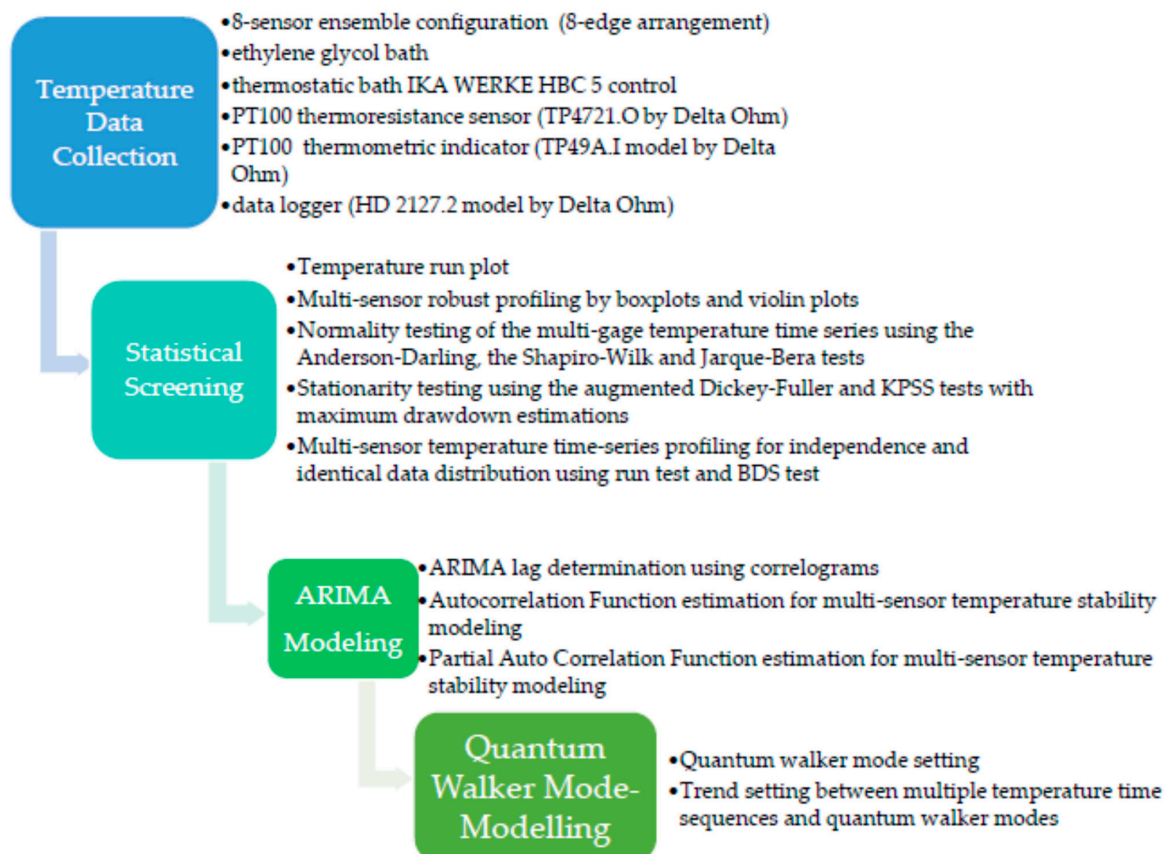 Temperature
Data
Collection
•8-sensor ensemble configuration (8-edge arrangement)
•ethylene glycol bath
•thermostatic bath IKA WERKE HBC 5 control
•PT100 thermoresistance sensor (TP4721.O by Delta Ohm)
•PT100 thermometric indicator (TP49A.I model by Delta
Ohm)
•data logger (HD 2127.2 model by Delta Ohm)
Statistical
Screening
•Temperature run plot
•Multi-sensor robust profiling by boxplots and violin plots
•Normality testing of the multi-gage temperature time series using the
Anderson-Darling, the Shapiro-Wilk and Jarque-Bera tests
•Stationarity testing using the augmented Dickey-Fuller and KPSS tests with
maximum drawdown estimations
•Multi-sensor temperature time-series profiling for independence and
identical data distribution using run test and BDS test
ARIMA
Modeling
•ARIMA lag determination using correlograms
•Autocorrelation Function estimation for multi-sensor temperature stability
modeling
•Partial Auto Correlation Function estimation for multi-sensor temperature
stability modeling
Quantum
Walker Mode-
Modelling
•Quantum walker mode setting
•Trend setting between multiple temperature time
sequences and quantum walker modes